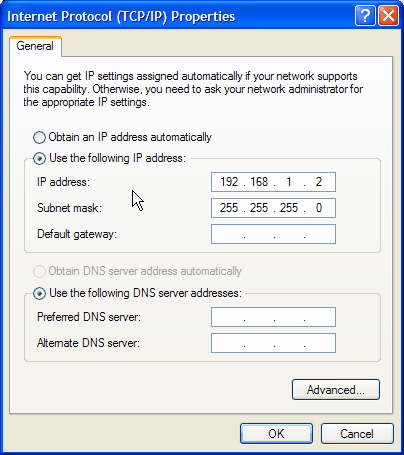 Internet Protocol (TCP/IP) Properties
General
You can get IP settings assigned automatically if your network supports
this capability. Otherwise, you need to ask your network administrator for
the appropriate IP settings.
Obtain an IP address automatically
Use the following IP address:
IP address: 192 . 168 . 1 . 2
Subnet mask: 255 . 255 . 255 . 0
Default gateway: . . .
Obtain DNS server address automatically
Use the following DNS server addresses:
Preferred DNS server: . . .
Alternate DNS server: . . .
Advanced...
OK Cancel